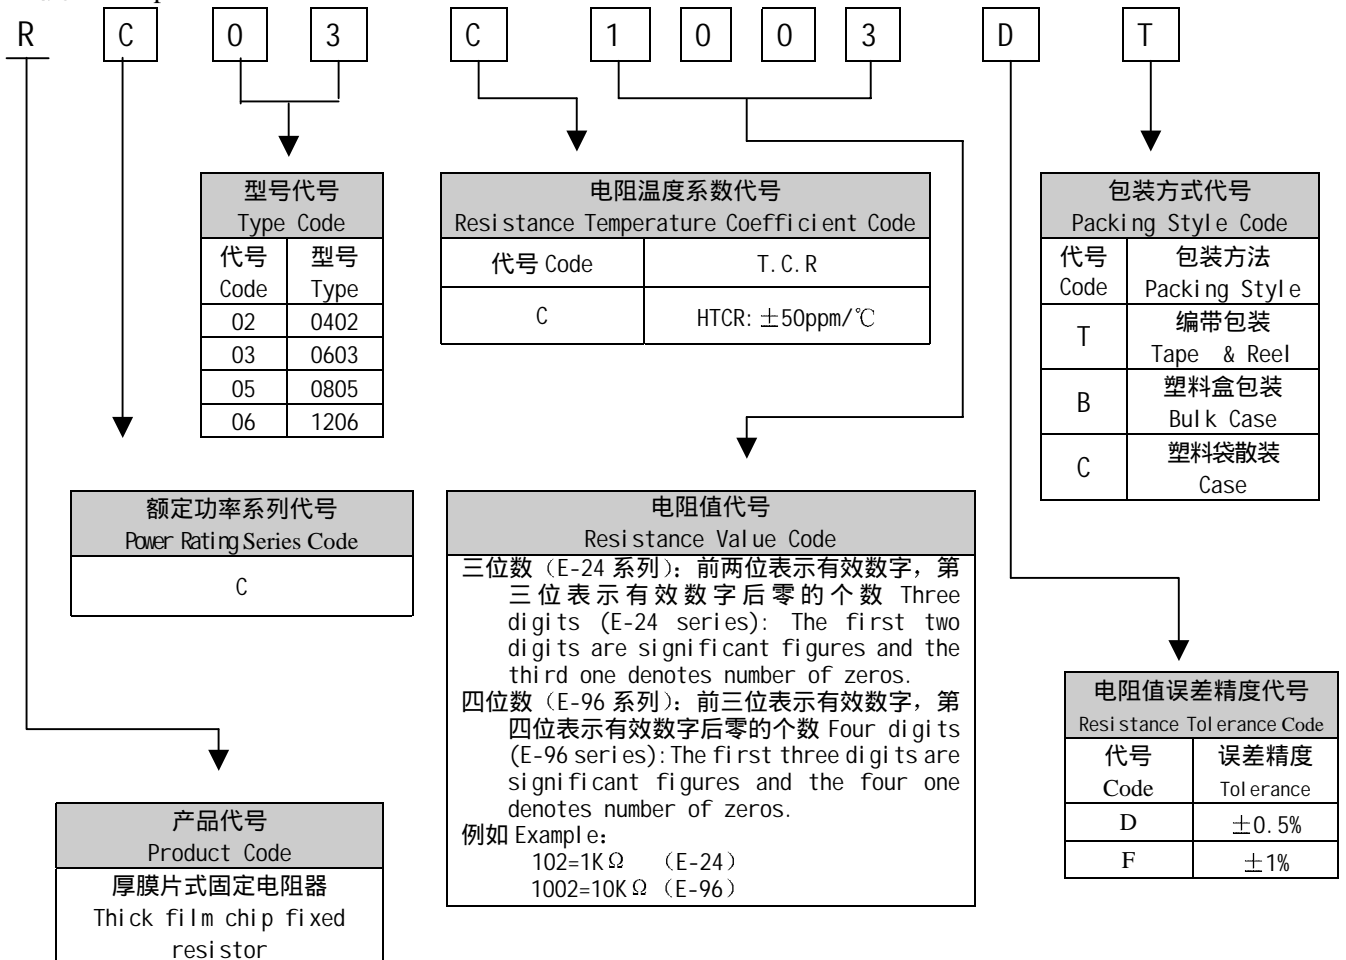 R C 0 3 C 1 0 0 3 D T
型号代号
Type Code
代号 型号
Code Type
02 0402
03 0603
05 0805
06 1206
电阻温度系数代号
Resistance Temperature Coefficient Code
代号 Code T.C.R
C HTCR: ±50ppm/℃
包装方式代号
Packing Style Code
代号 包装方法
Code Packing Style
T 编带包装
Tape & Reel
B 塑料盒包装
Bulk Case
C 塑料袋散装
Case
额定功率系列代号
Power Rating Series Code
C
电阻值代号
Resistance Value Code
三位数（E-24 系列）：前两位表示有效数字，第
三位表示有效数字后零的个数 Three
digits (E-24 series): The first two
digits are significant figures and the
third one denotes number of zeros.
四位数（E-96 系列）：前三位表示有效数字，第
四位表示有效数字后零的个数 Four digits
(E-96 series):The first three digits are
significant figures and the four one
denotes number of zeros.
例如 Example：
102=1KΩ （E-24）
1002=10KΩ（E-96）
电阻值误差精度代号
Resistance Tolerance Code
代号 误差精度
Code Tolerance
D ±0.5%
F ±1%
产品代号
Product Code
厚膜片式固定电阻器
Thick film chip fixed
resistor